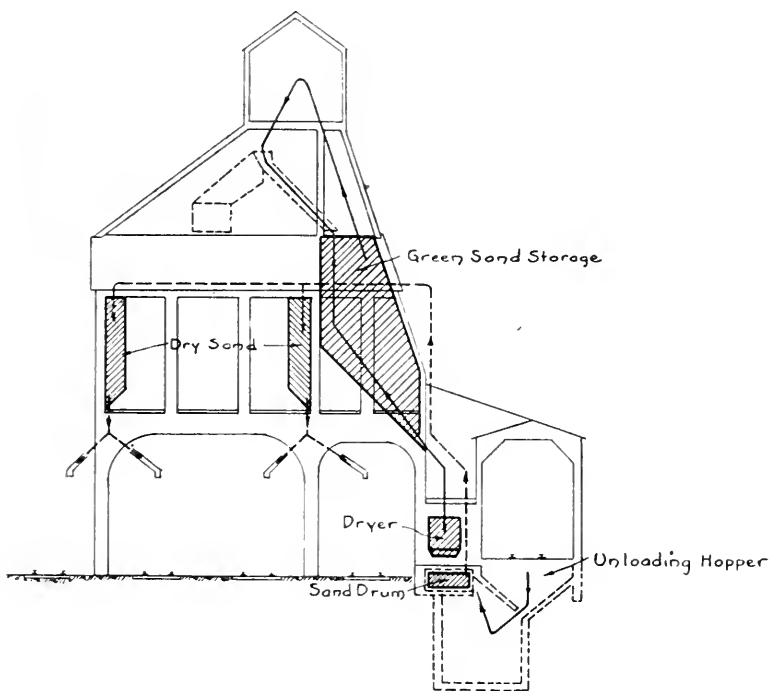 Green Sand Storage
Dry Sand
Dryer
Unloading Hopper
Sand Drum